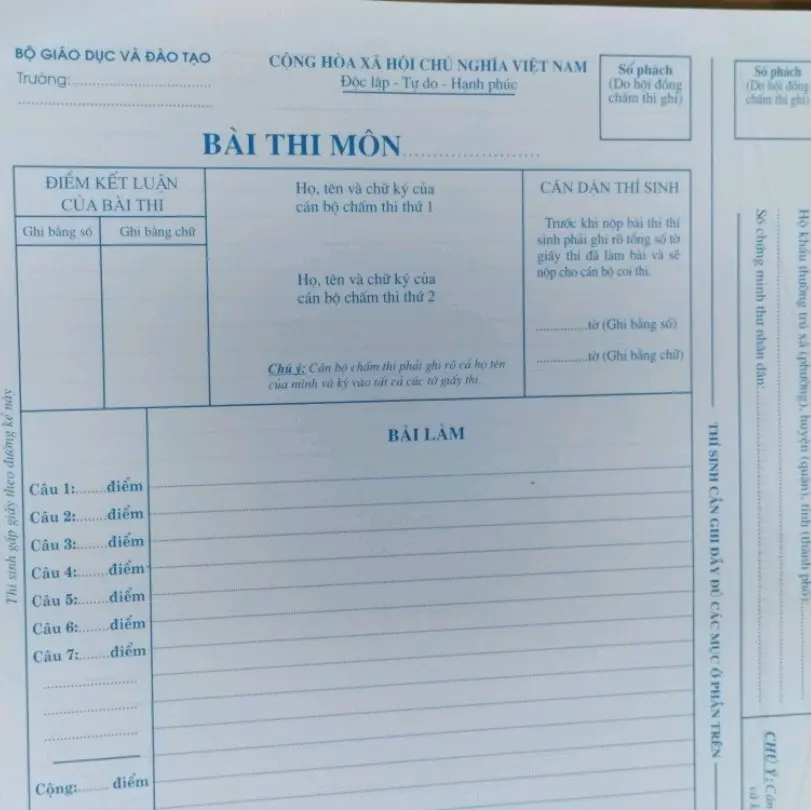 BỘ GIÁO DỤC VÀ ĐÀO TẠO
Trường:
CỘNG HÒA XÃ HỘI CHỦ NGHĨA VIỆT NAM
Độc lập - Tự do - Hạnh phúc
Số phách
(Do hội đồng
chấm thi ghi)
Số phách
(Do hội đồng
chấm thi ghi)
BÀI THI MÔN
ĐIỂM KẾT LUẬN
CỦA BÀI THI
Ghi bằng số
Ghi bằng chữ
Họ, tên và chữ ký của
cán bộ chấm thi thứ 1
Họ, tên và chữ ký của
cán bộ chấm thi thứ 2
Chú ý: Cán bộ chấm thi phải ghi rõ cả họ tên
của mình và ký vào tất cả các tờ giấy thi.
CĂN DẶN THÍ SINH
Trước khi nộp bài thi thí
sinh phải ghi rõ tổng số tờ
giấy thi đã làm bài và sẽ
nộp cho cán bộ coi thi.
tờ (Ghi bằng số)
tờ (Ghi bằng chữ)
Thí sinh gấp giấy theo đường kẻ này
BÀI LÀM
Câu 1:.......điểm
Câu 2:.......điểm
Câu 3:.......điểm
Câu 4:.......điểm
Câu 5:.......điểm
Câu 6:.......điểm
Câu 7:.......điểm
Cộng:....... điểm
THÍ SINH CẦN GHI ĐẦY ĐỦ CÁC MỤC Ở PHẦN TRÊN
Hộ khẩu thường trú xã (phường), huyện (quận), tỉnh (thành phố)
Số chứng minh thư nhân dân:
CHÚ Ý: